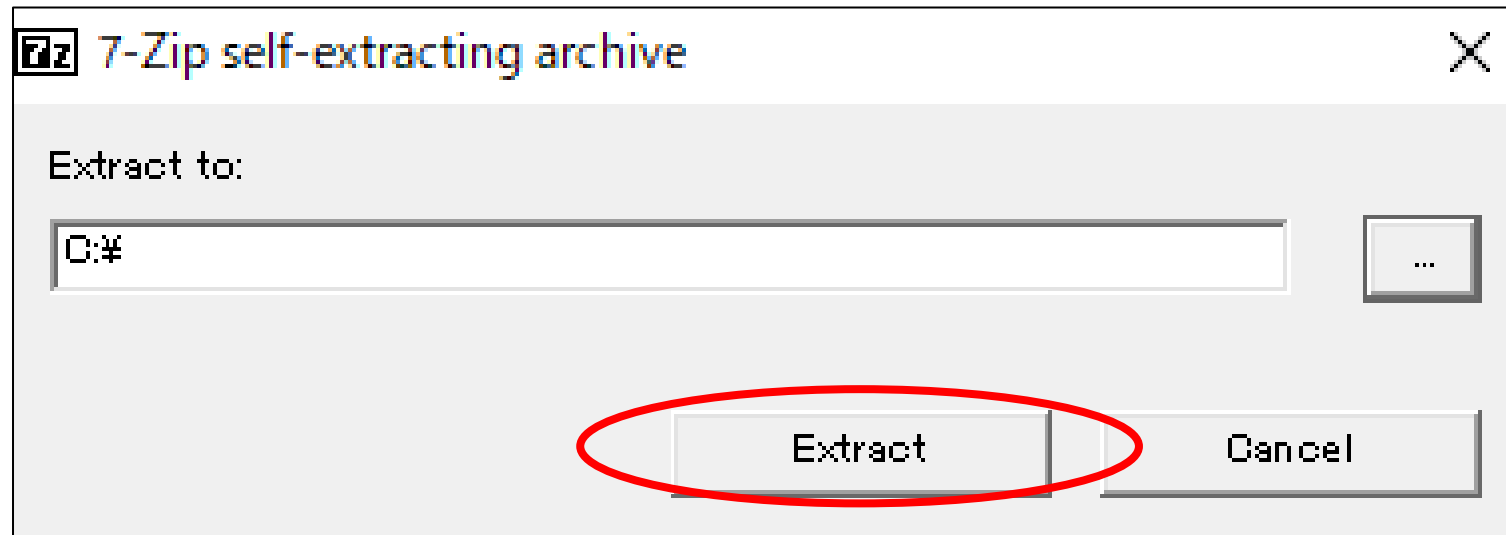 7z 7-Zip self-extracting archive
Extract to:
C:¥
...
Extract Cancel